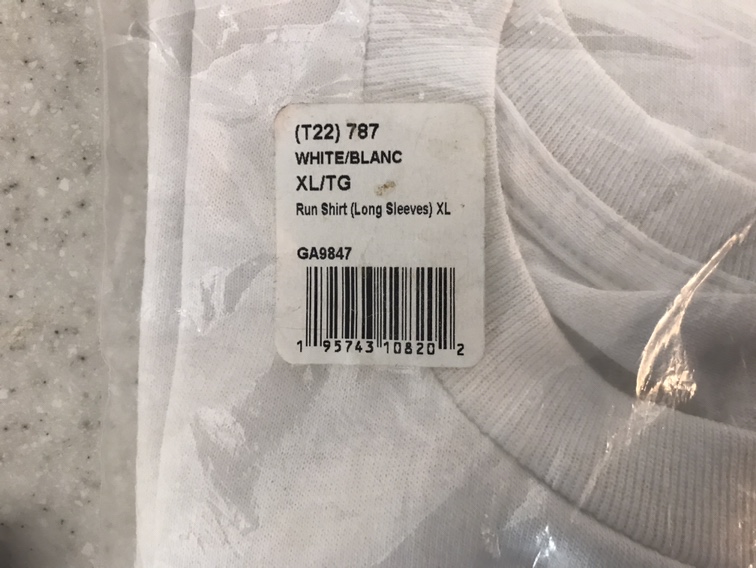 (T22) 787
WHITE/BLANC
XL/TG
Run Shirt (Long Sleeves) XL
GA9847
1 95743 10820 2